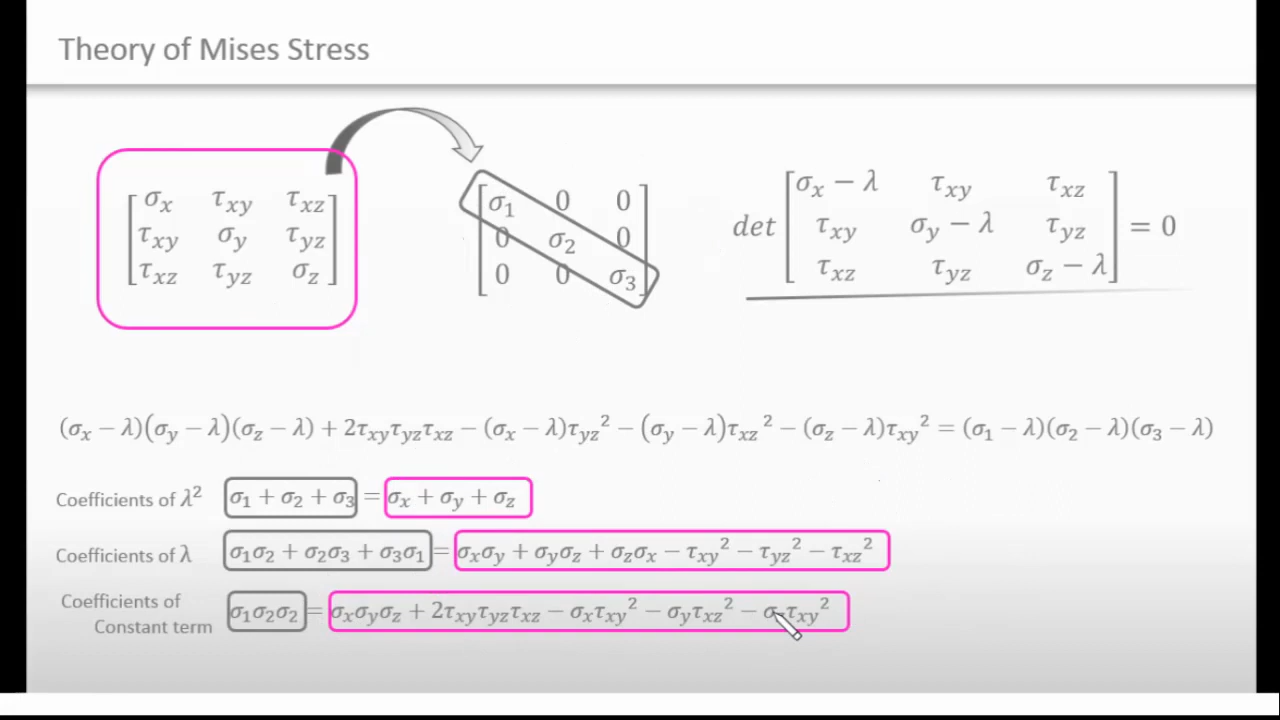 Theory of Mises Stress
[σx τxy τxz]
[τxy σy τyz]
[τxz τyz σz]
[σ1 0 0]
[0 σ2 0]
[0 0 σ3]
det [σx − λ τxy τxz]
[τxy σy − λ τyz] = 0
[τxz τyz σz − λ]
(σx − λ)(σy − λ)(σz − λ) + 2τxyτyzτxz − (σx − λ)τyz² − (σy − λ)τxz² − (σz − λ)τxy² = (σ1 − λ)(σ2 − λ)(σ3 − λ)
Coefficients of λ² σ1 + σ2 + σ3 = σx + σy + σz
Coefficients of λ σ1σ2 + σ2σ3 + σ3σ1 = σxσy + σyσz + σzσx − τxy² − τyz² − τxz²
Coefficients of
Constant term σ1σ2σ2 = σxσyσz + 2τxyτyzτxz − σxτxy² − σyτxz² − στxy²